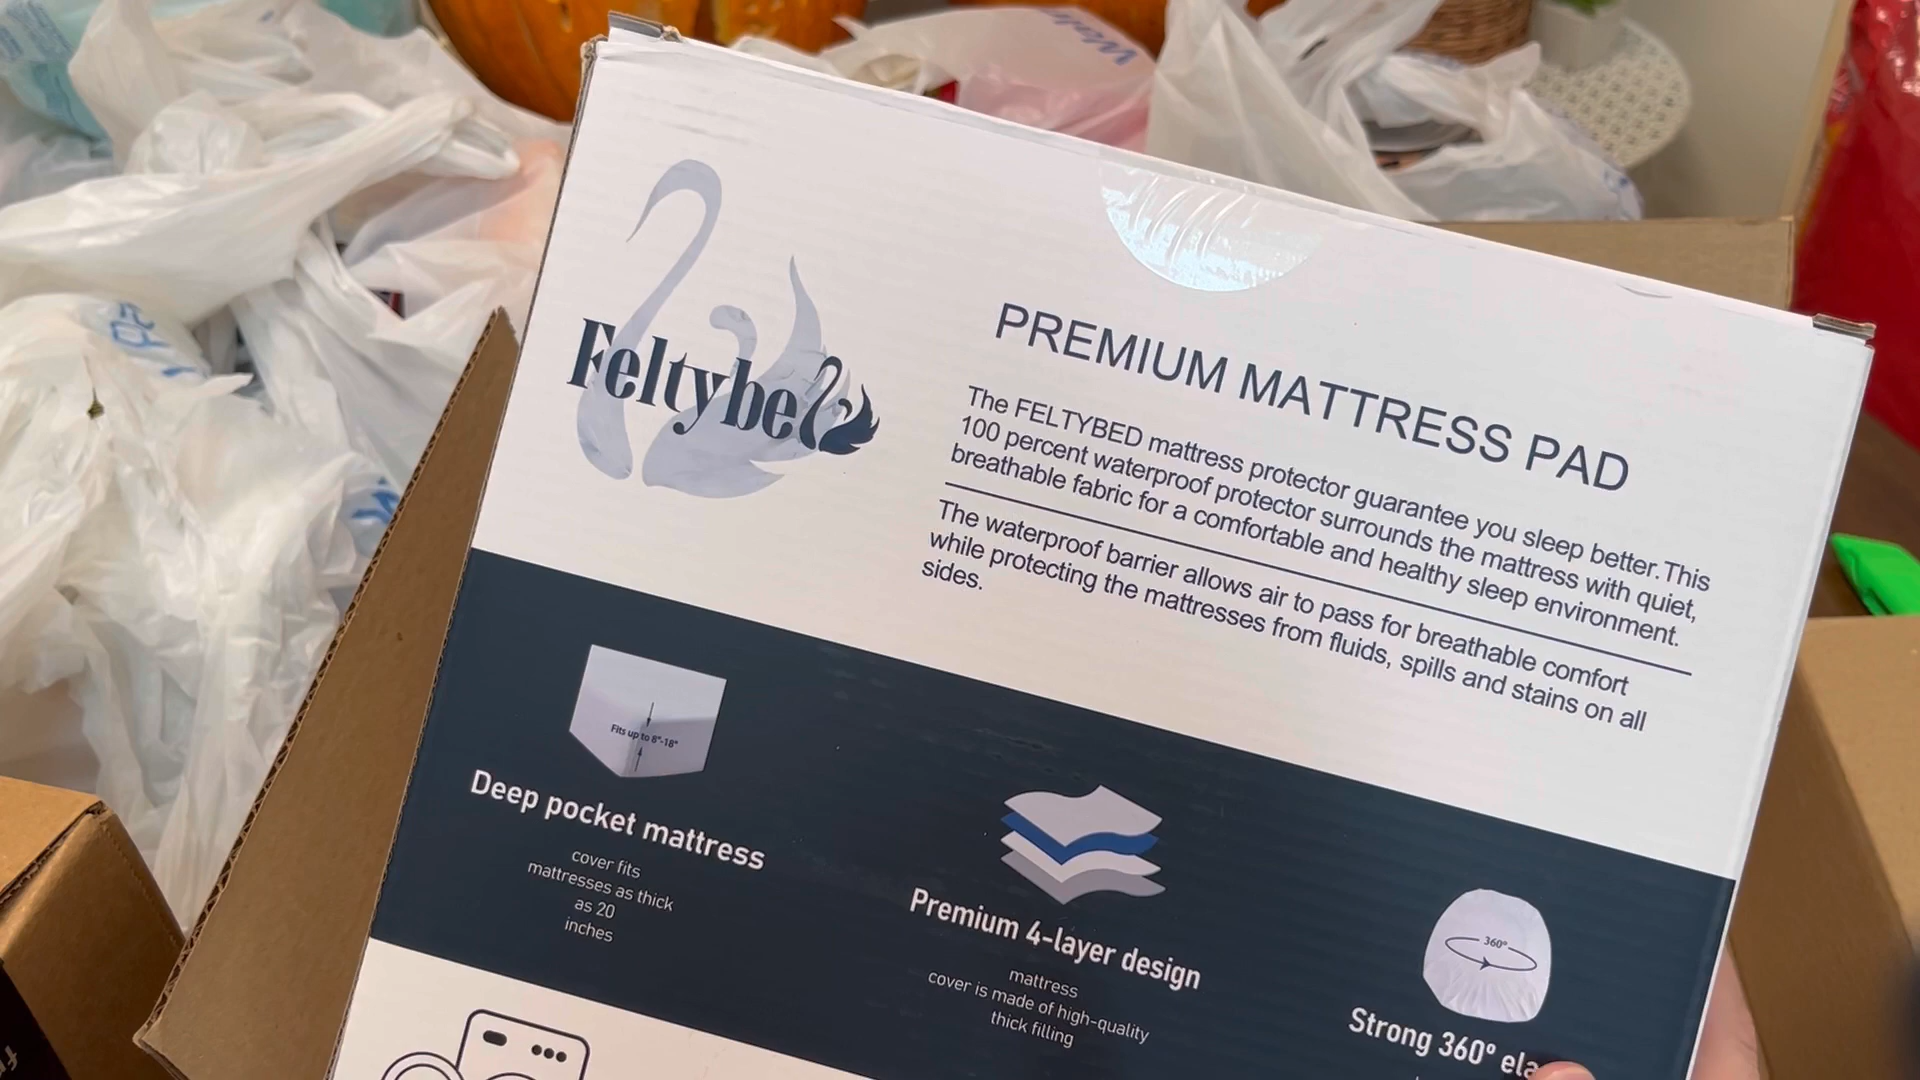 Feltybed
PREMIUM MATTRESS PAD
The FELTYBED mattress protector guarantee you sleep better.This
100 percent waterproof protector surrounds the mattress with quiet,
breathable fabric for a comfortable and healthy sleep environment.
The waterproof barrier allows air to pass for breathable comfort
while protecting the mattresses from fluids, spills and stains on all
sides.
Fits up to 8"-18"
Deep pocket mattress
cover fits
mattresses as thick
as 20
inches
Premium 4-layer design
mattress
cover is made of high-quality
thick filling
360°
Strong 360° ela